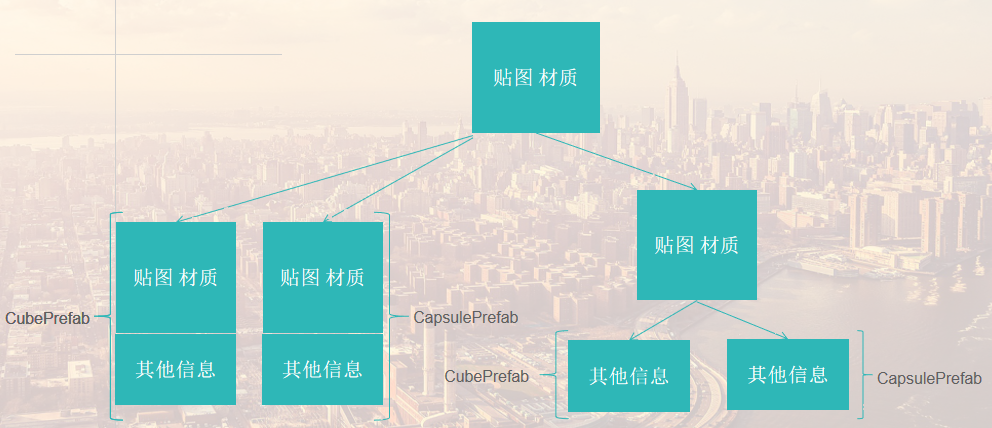 贴图 材质
贴图 材质
贴图 材质
贴图 材质
CubePrefab
CapsulePrefab
其他信息
其他信息
CubePrefab
其他信息
其他信息
CapsulePrefab